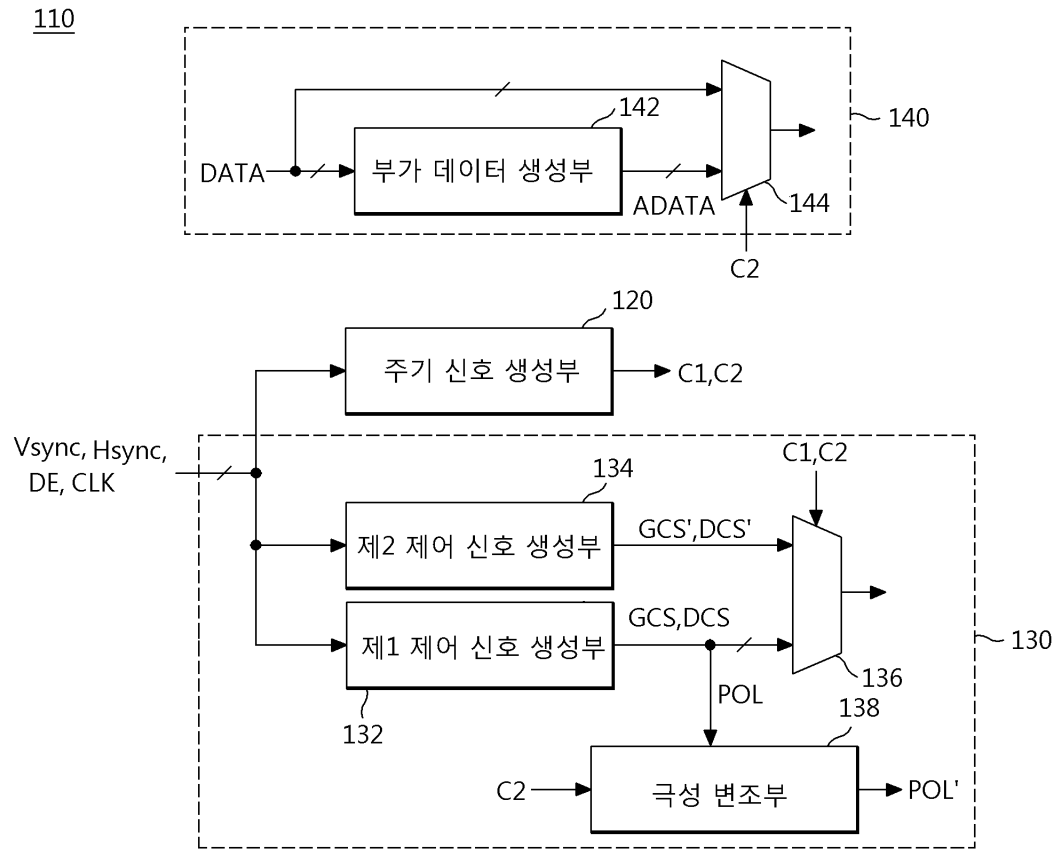 110
142
140
DATA
부가 데이터 생성부
ADATA
144
C2
120
주기 신호 생성부
C1,C2
Vsync, Hsync,
DE, CLK
C1,C2
134
제2 제어 신호 생성부
GCS',DCS'
제1 제어 신호 생성부
GCS,DCS
130
136
132
POL
138
C2
극성 변조부
POL'